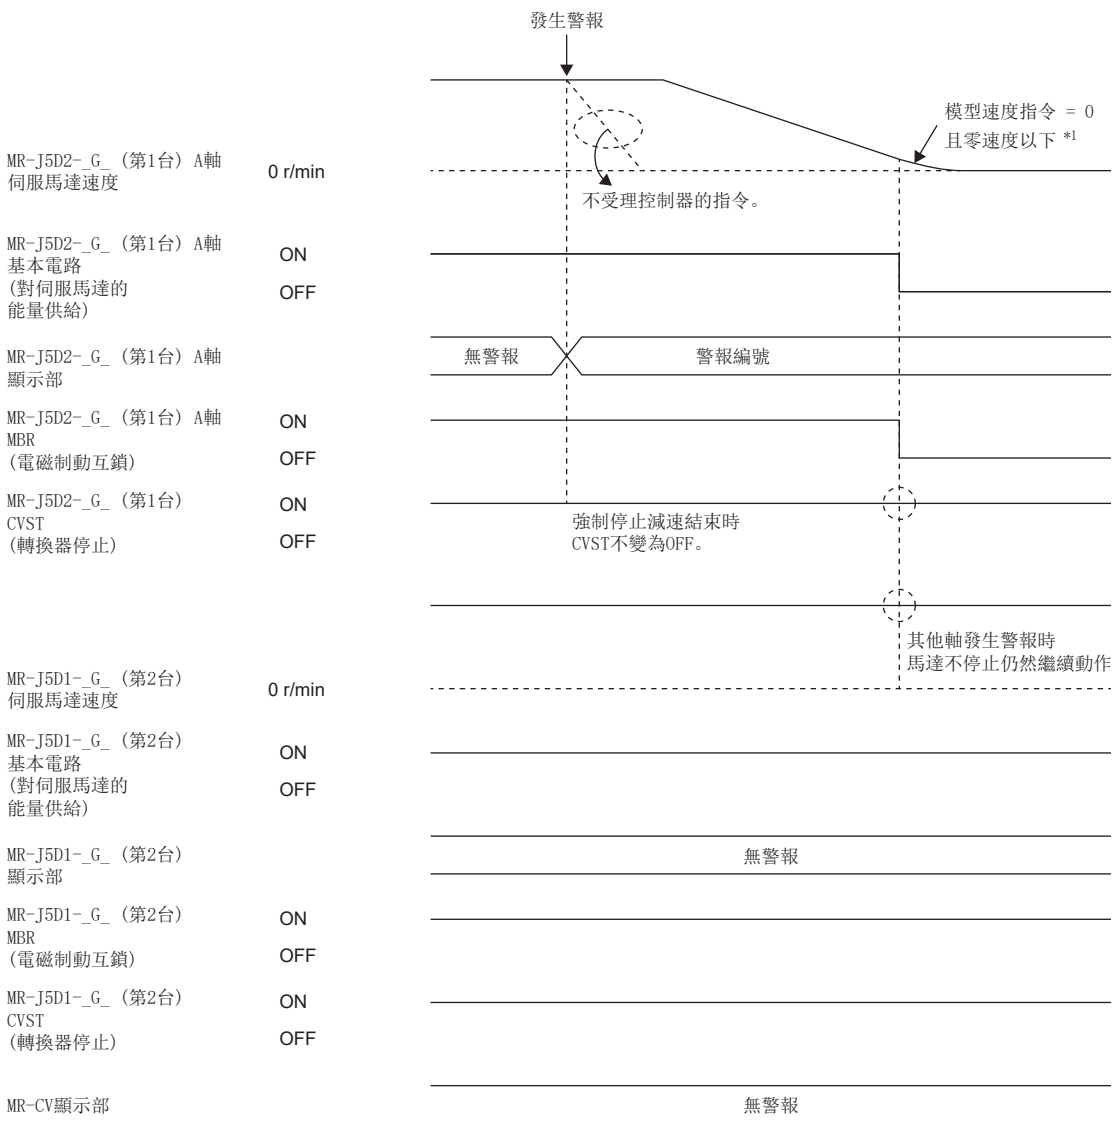 發生警報
模型速度指令 = 0
且零速度以下 *1
MR-J5D2-_G_ (第1台) A軸
伺服馬達速度
0 r/min
不受理控制器的指令。
MR-J5D2-_G_ (第1台) A軸
基本電路
(對伺服馬達的
能量供給)
ON
OFF
MR-J5D2-_G_ (第1台) A軸
顯示部
無警報
警報編號
MR-J5D2-_G_ (第1台) A軸
MBR
(電磁制動互鎖)
ON
OFF
MR-J5D2-_G_ (第1台)
CVST
(轉換器停止)
ON
OFF
強制停止減速結束時
CVST不變為OFF。
其他軸發生警報時
馬達不停止仍然繼續動作
MR-J5D1-_G_ (第2台)
伺服馬達速度
0 r/min
MR-J5D1-_G_ (第2台)
基本電路
(對伺服馬達的
能量供給)
ON
OFF
MR-J5D1-_G_ (第2台)
顯示部
無警報
MR-J5D1-_G_ (第2台)
MBR
(電磁制動互鎖)
ON
OFF
MR-J5D1-_G_ (第2台)
CVST
(轉換器停止)
ON
OFF
MR-CV顯示部
無警報